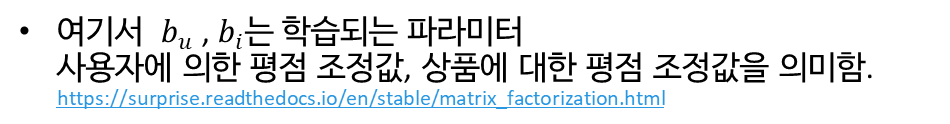 • 여기서 b_u , b_i는 학습되는 파라미터
사용자에 의한 평점 조정값, 상품에 대한 평점 조정값을 의미함.
https://surprise.readthedocs.io/en/stable/matrix_factorization.html